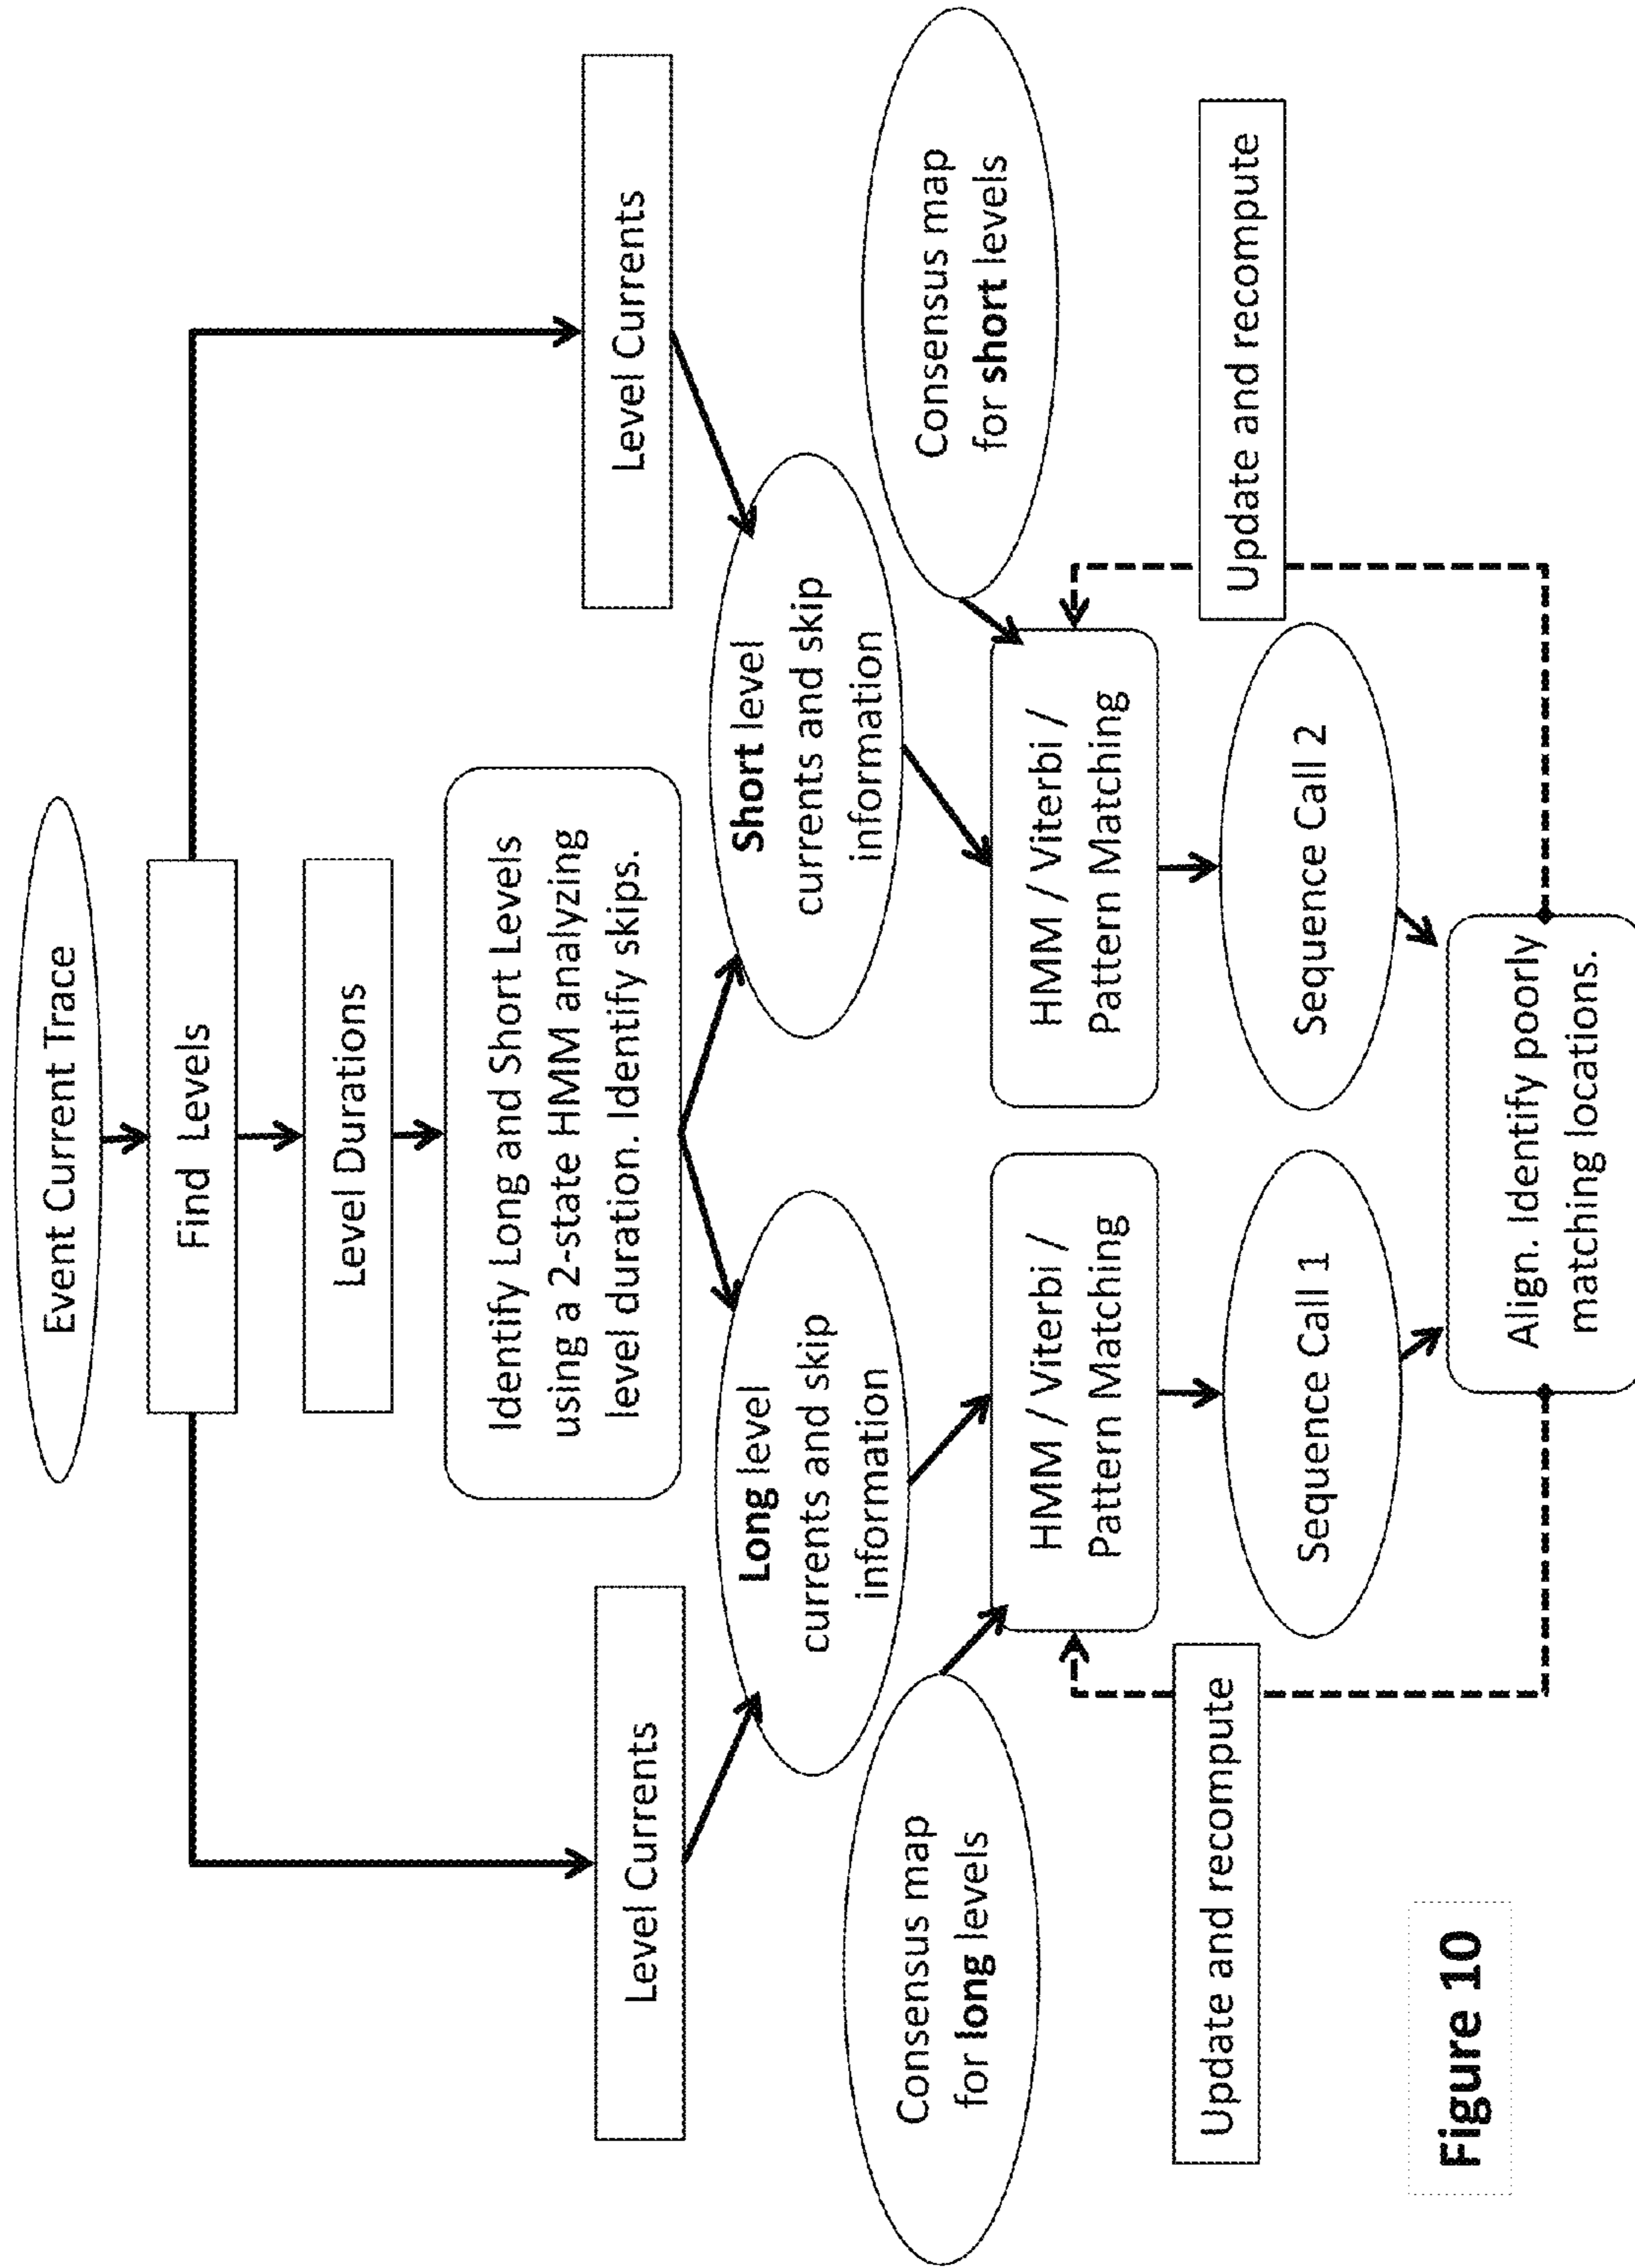 Event Current Trace
Find Levels
Level Durations
Identify Long and Short Levels
using a 2-state HMM analyzing
level duration. Identify skips.
Level Currents
Level Currents
Long level
currents and skip
information
Short level
currents and skip
information
Consensus map
for long levels
Consensus map
for short levels
HMM / Viterbi /
Pattern Matching
HMM / Viterbi /
Pattern Matching
Update and recompute
Update and recompute
Sequence Call 1
Sequence Call 2
Align. Identify poorly
matching locations.
Figure 10